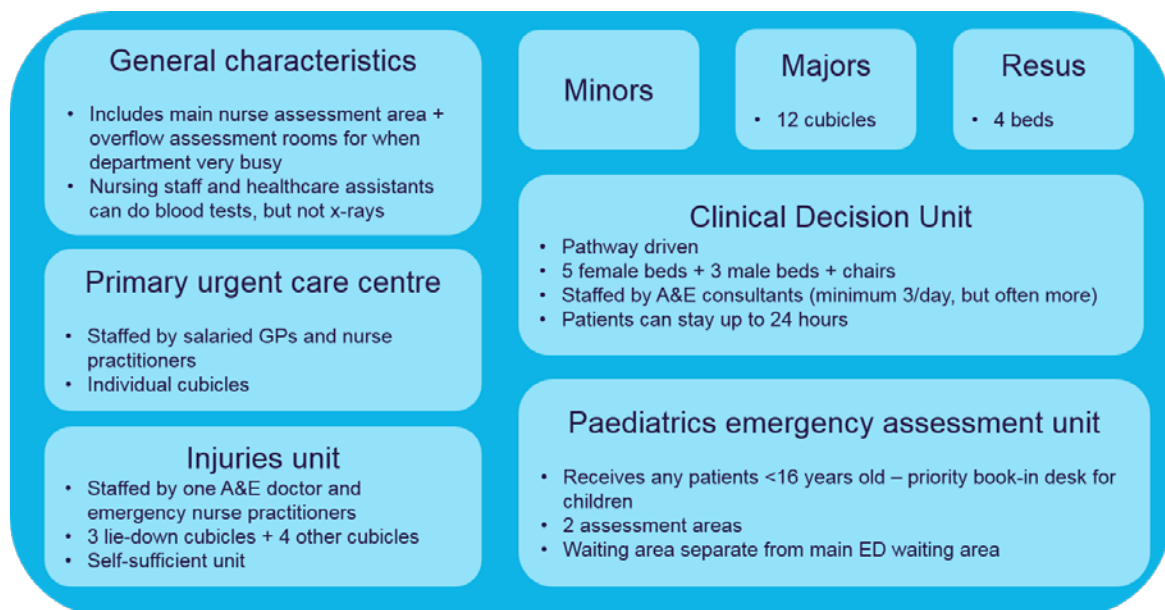 General characteristics
• Includes main nurse assessment area +
overflow assessment rooms for when
department very busy
• Nursing staff and healthcare assistants
can do blood tests, but not x-rays
Primary urgent care centre
• Staffed by salaried GPs and nurse
practitioners
• Individual cubicles
Injuries unit
• Staffed by one A&E doctor and
emergency nurse practitioners
• 3 lie-down cubicles + 4 other cubicles
• Self-sufficient unit
Minors
Majors
• 12 cubicles
Resus
• 4 beds
Clinical Decision Unit
• Pathway driven
• 5 female beds + 3 male beds + chairs
• Staffed by A&E consultants (minimum 3/day, but often more)
• Patients can stay up to 24 hours
Paediatrics emergency assessment unit
• Receives any patients <16 years old – priority book-in desk for
children
• 2 assessment areas
• Waiting area separate from main ED waiting area